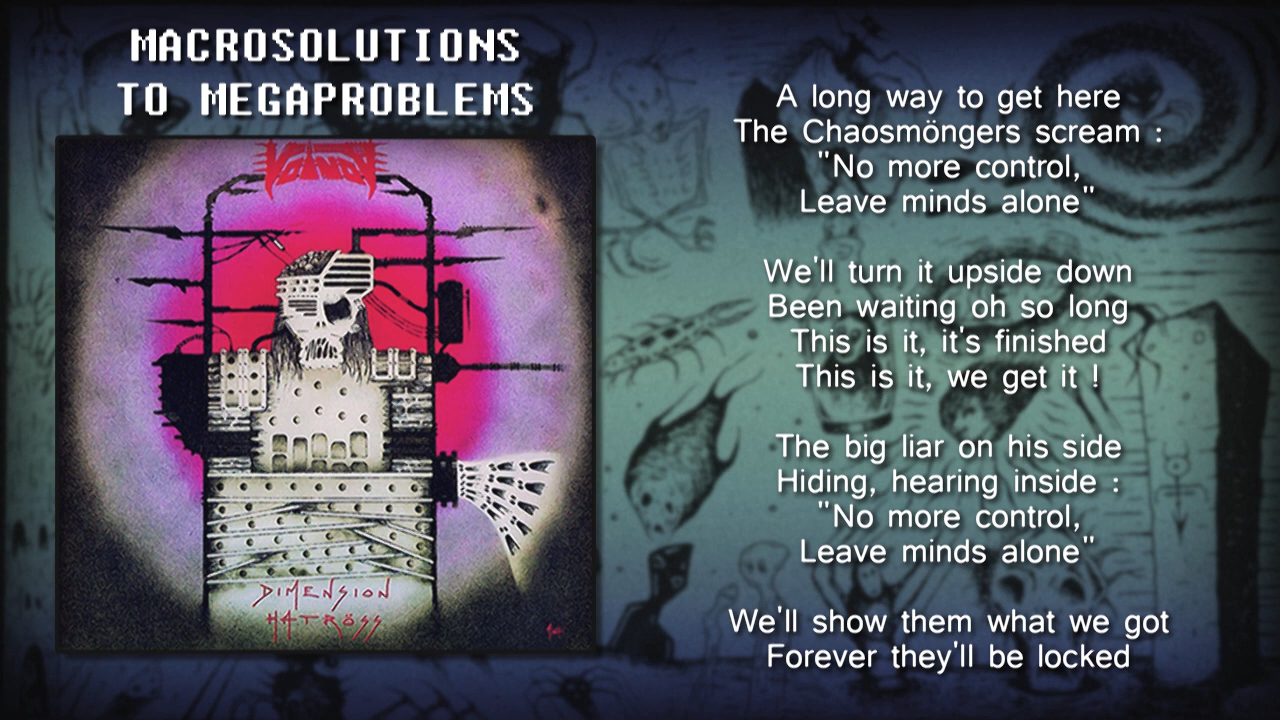 MACROSOLUTIONS
TO MEGAPROBLEMS
VOIVOD
DIMENSION
HATRÖSS
A long way to get here
The Chaosmöngers scream :
"No more control,
Leave minds alone"
We'll turn it upside down
Been waiting oh so long
This is it, it's finished
This is it, we get it !
The big liar on his side
Hiding, hearing inside :
"No more control,
Leave minds alone"
We'll show them what we got
Forever they'll be locked